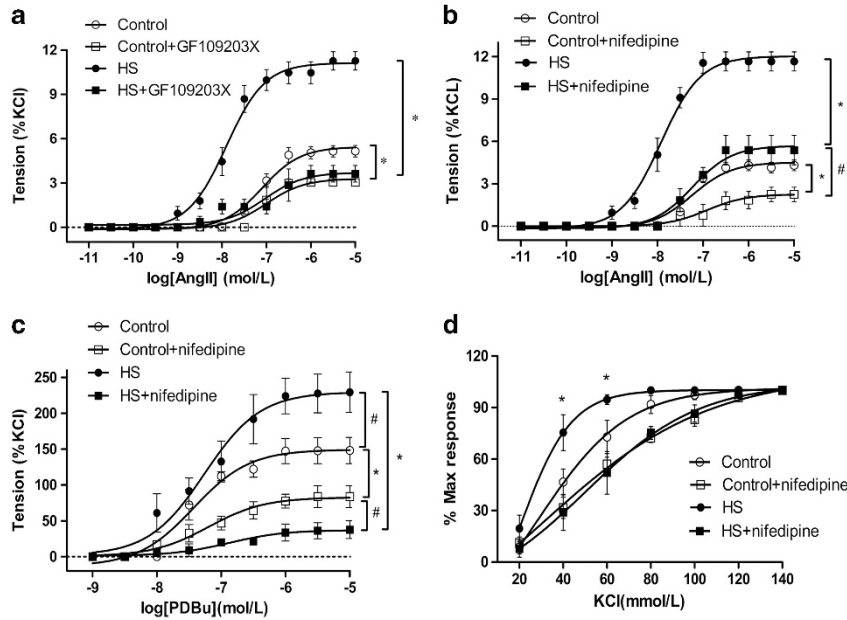 a
Control
Control+GF109203X
HS
HS+GF109203X
Tension (%KCl)
12
9
6
3
0
-11 -10 -9 -8 -7 -6 -5
log[AngII] (mol/L)
*
*
b
Control
Control+nifedipine
HS
HS+nifedipine
Tension (%KCL)
12
9
6
3
0
-11 -10 -9 -8 -7 -6 -5
log[AngII] (mol/L)
*
*
#
c
Control
Control+nifedipine
HS
HS+nifedipine
Tension (%KCl)
250
200
150
100
50
0
-9 -8 -7 -6 -5
log[PDBu](mol/L)
#
*
#
*
d
% Max response
120
90
60
30
0
20 40 60 80 100 120 140
KCl(mmol/L)
* *
Control
Control+nifedipine
HS
HS+nifedipine